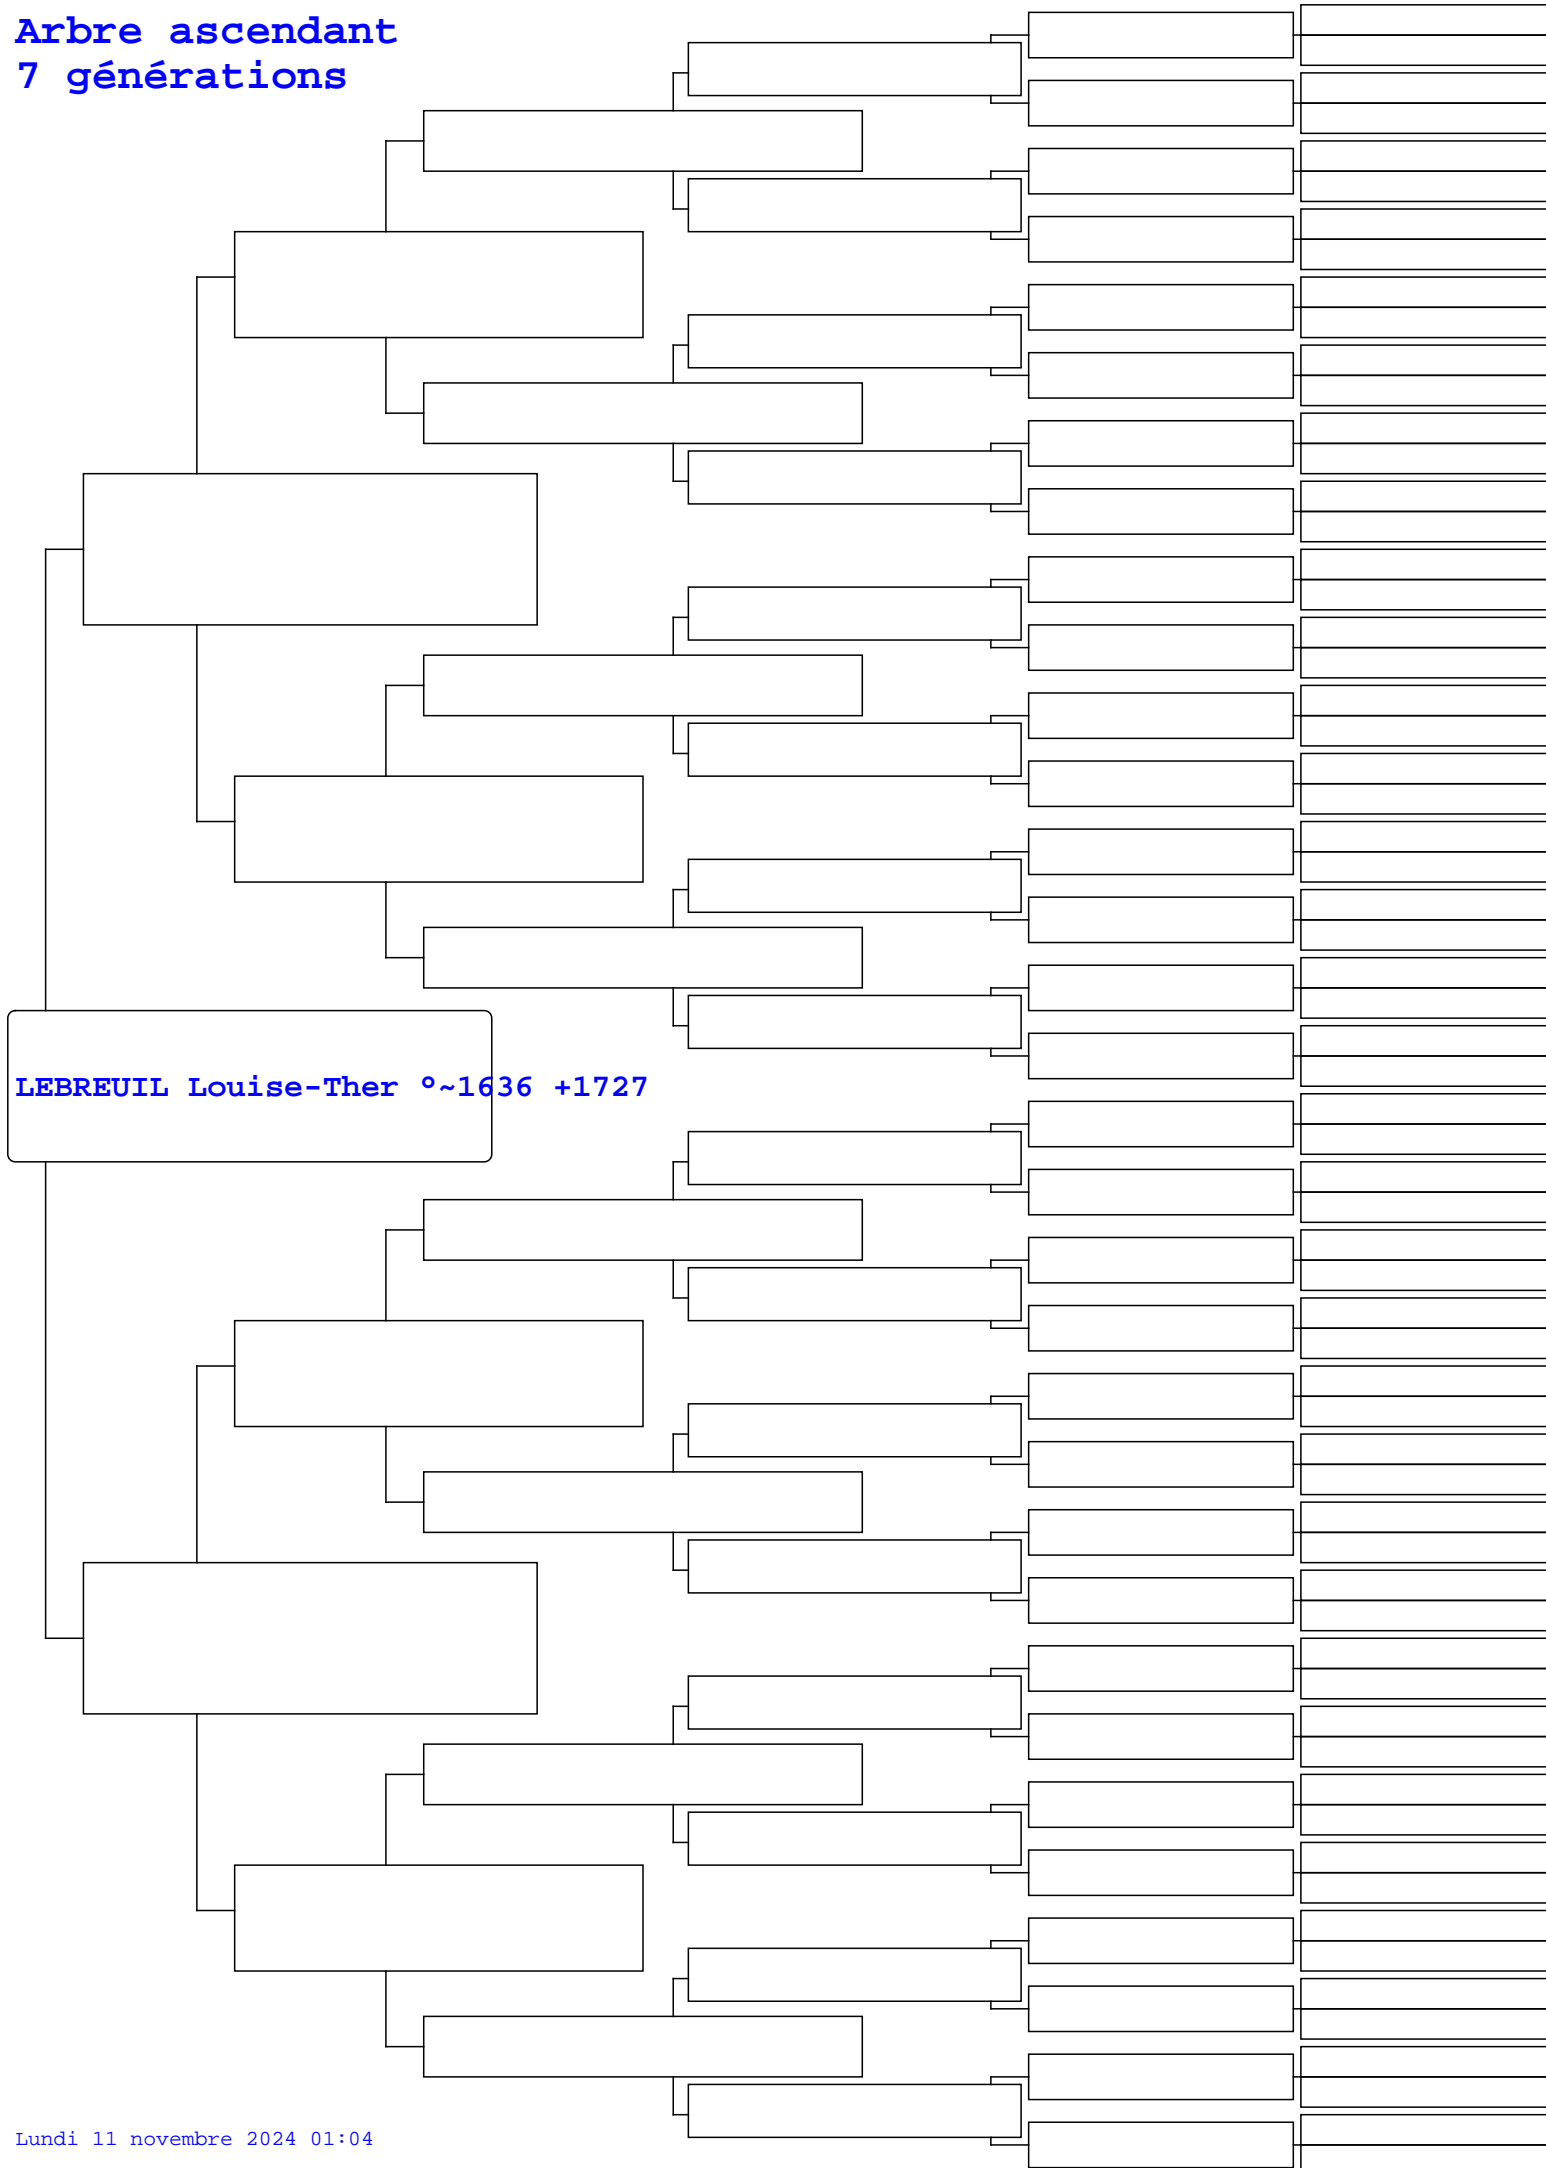 Arbre ascendant
7 générations
LEBREUIL Louise-Ther °~1636 +1727
Lundi 11 novembre 2024 01:04